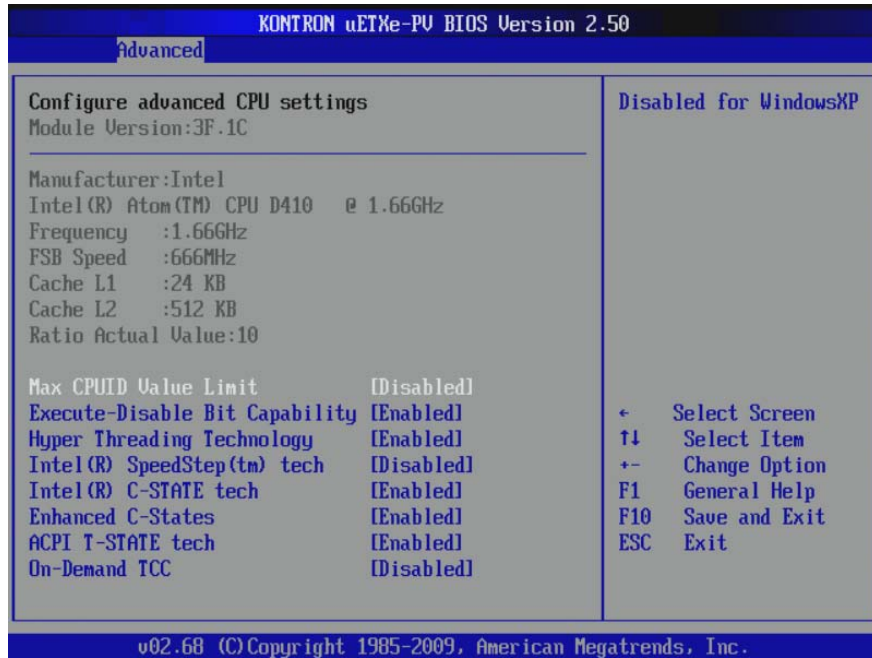 KONTRON uETXe-PV BIOS Version 2.50
Advanced
Configure advanced CPU settings
Module Version:3F.1C
Manufacturer:Intel
Intel(R) Atom(TM) CPU D410   @ 1.66GHz
Frequency   :1.66GHz
FSB Speed   :666MHz
Cache L1    :24 KB
Cache L2    :512 KB
Ratio Actual Value:10
Max CPUID Value Limit          [Disabled]
Execute-Disable Bit Capability [Enabled]
Hyper Threading Technology     [Enabled]
Intel(R) SpeedStep(tm) tech    [Disabled]
Intel(R) C-STATE tech          [Enabled]
Enhanced C-States              [Enabled]
ACPI T-STATE tech              [Enabled]
On-Demand TCC                  [Disabled]
Disabled for WindowsXP
←    Select Screen
↑↓    Select Item
+-    Change Option
F1    General Help
F10   Save and Exit
ESC   Exit
v02.68 (C)Copyright 1985-2009, American Megatrends, Inc.